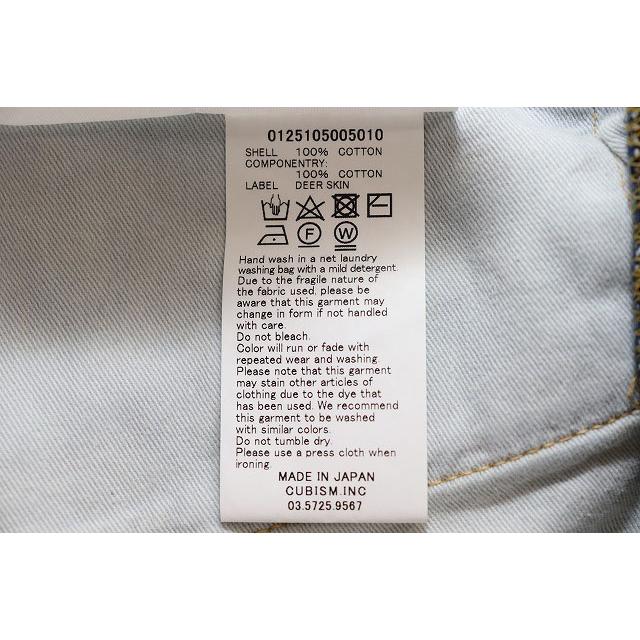 0125105005010
SHELL 100% COTTON
COMPONENTRY:
100% COTTON
LABEL DEER SKIN
F W
Hand wash in a net laundry
washing bag with a mild detergent.
Due to the fragile nature of
the fabric used, please be
aware that this garment may
change in form if not handled
with care.
Do not bleach.
Color will run or fade with
repeated wear and washing.
Please note that this garment
may stain other articles of
clothing due to the dye that
has been used. We recommend
this garment to be washed
with similar colors.
Do not tumble dry.
Please use a press cloth when
ironing.
MADE IN JAPAN
CUBISM.INC
03.5725.9567